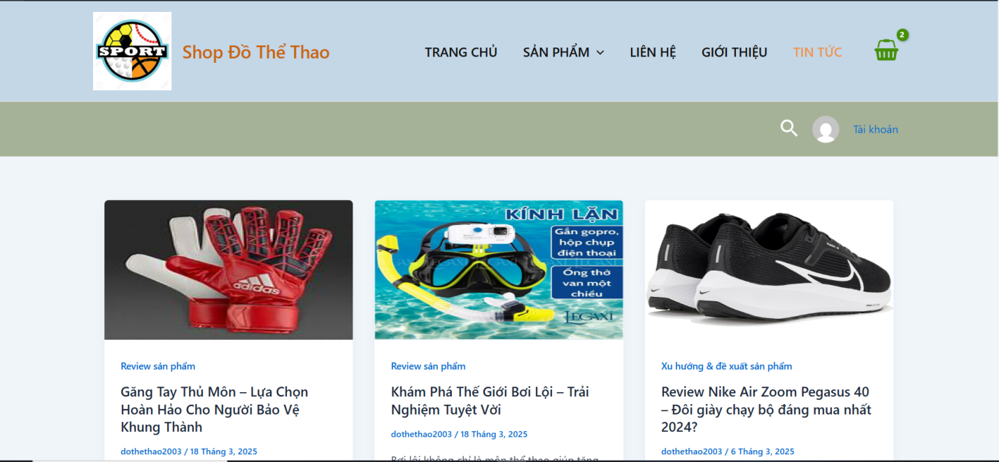 SPORT
Shop Đồ Thể Thao
TRANG CHỦ
SẢN PHẨM
LIÊN HỆ
GIỚI THIỆU
TIN TỨC
2
Tài khoản
adidas
KÍNH LẶN
Gắn gopro,
hộp chụp
điện thoại
Ống thở
van một
chiều
LEGAXI
Review sản phẩm
Găng Tay Thủ Môn – Lựa Chọn
Hoàn Hảo Cho Người Bảo Vệ
Khung Thành
dothethao2003 / 18 Tháng 3, 2025
Review sản phẩm
Khám Phá Thế Giới Bơi Lội – Trải
Nghiệm Tuyệt Vời
dothethao2003 / 18 Tháng 3, 2025
Bơi lội không chỉ là môn thể thao giúp tăng
Xu hướng & đề xuất sản phẩm
Review Nike Air Zoom Pegasus 40
– Đôi giày chạy bộ đáng mua nhất
2024?
dothethao2003 / 6 Tháng 3, 2025